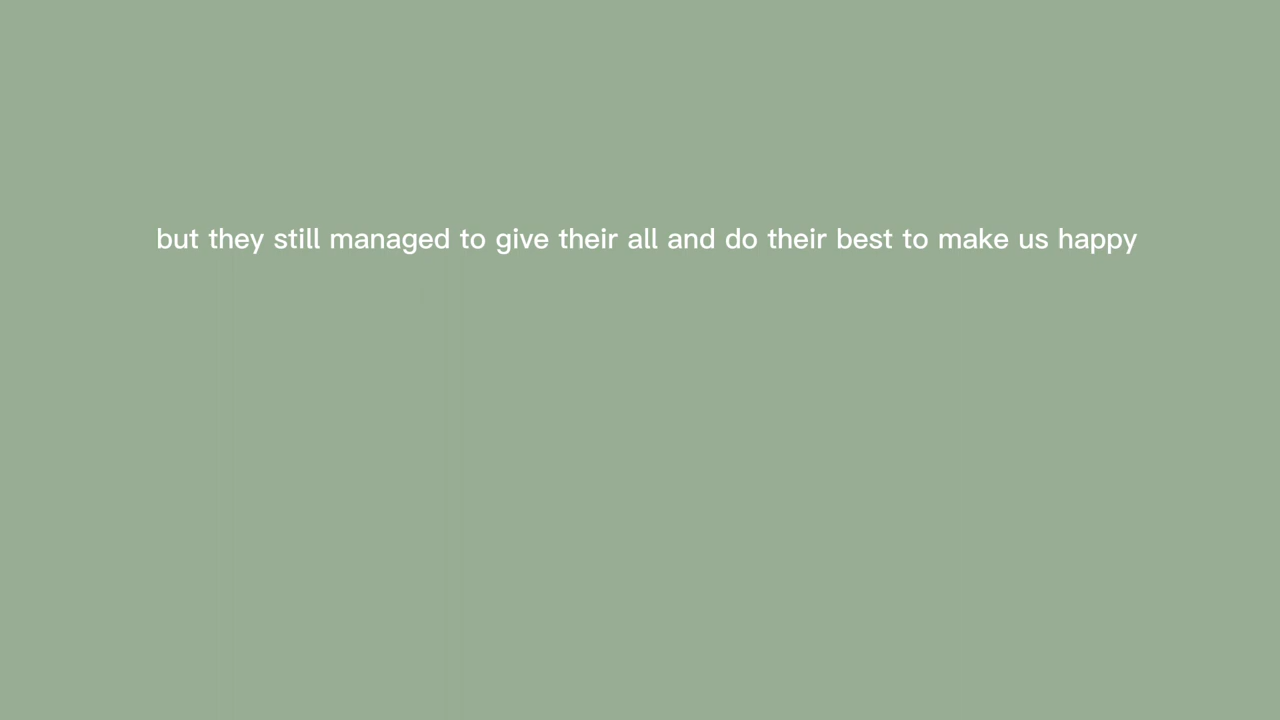 but they still managed to give their all and do their best to make us happy